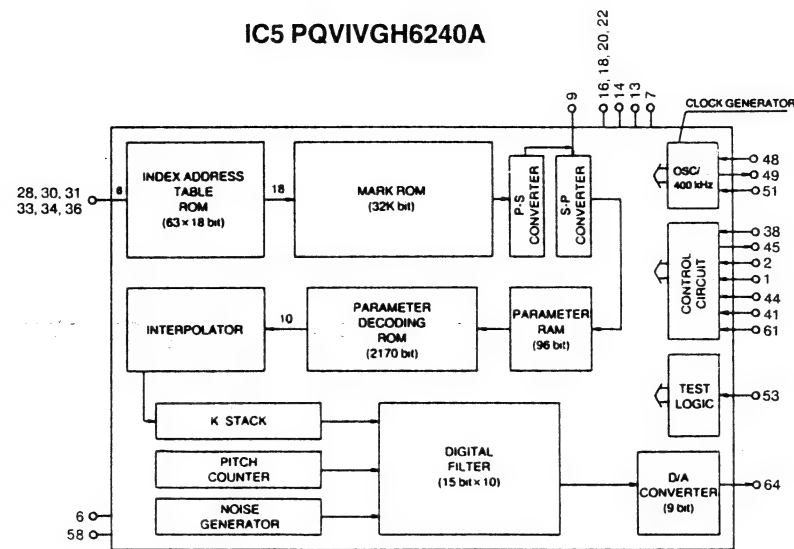 IC5 PQVIVGH6240A
9
16, 18, 20, 22
14
13
7
CLOCK GENERATOR
28, 30, 31
33, 34, 36
6
INDEX ADDRESS
TABLE
ROM
(63 × 18 bit)
18
MARK ROM
(32K bit)
P-S
CONVERTER
S-P
CONVERTER
OSC/
400 kHz
48
49
51
INTERPOLATOR
10
PARAMETER
DECODING
ROM
(2170 bit)
PARAMETER
RAM
(96 bit)
CONTROL
CIRCUIT
38
45
2
1
44
41
61
TEST
LOGIC
53
K STACK
PITCH
COUNTER
NOISE
GENERATOR
DIGITAL
FILTER
(15 bit × 10)
D/A
CONVERTER
(9 bit)
64
6
58